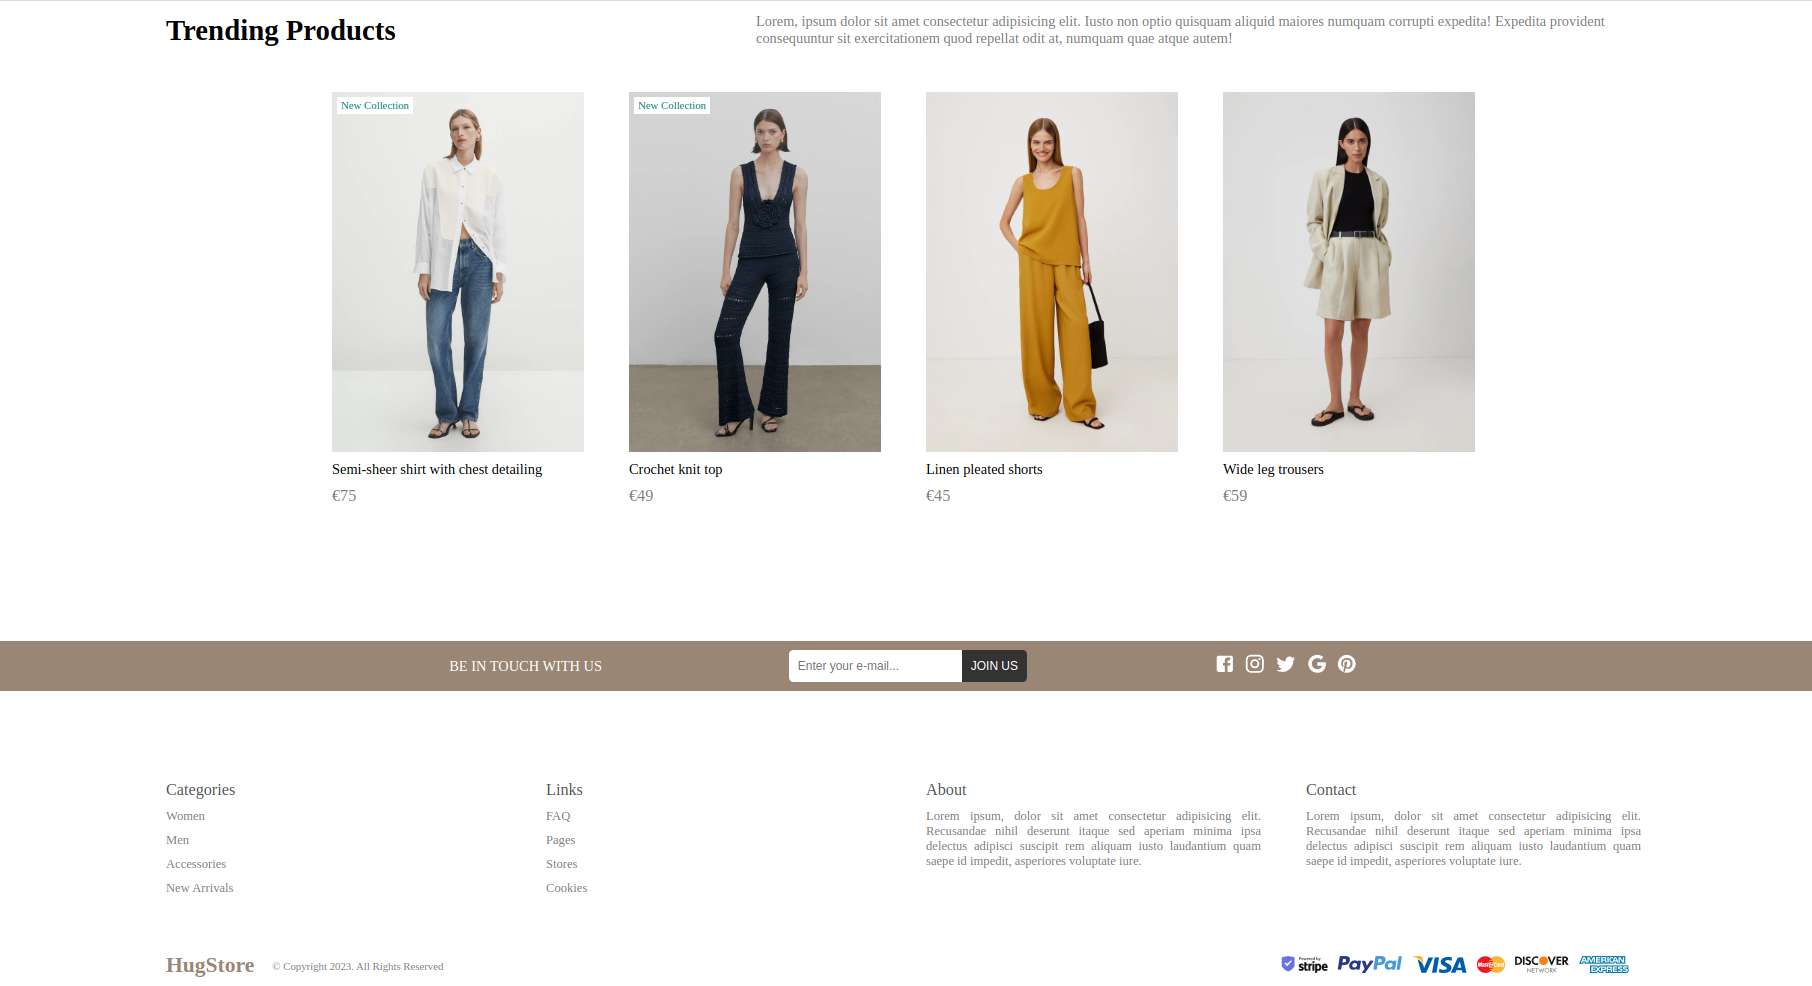 Trending Products
Lorem, ipsum dolor sit amet consectetur adipisicing elit. Iusto non optio quisquam aliquid maiores numquam corrupti expedita! Expedita provident
consequuntur sit exercitationem quod repellat odit at, numquam quae atque autem!
New Collection
New Collection
Semi-sheer shirt with chest detailing
€75
Crochet knit top
€49
Linen pleated shorts
€45
Wide leg trousers
€59
BE IN TOUCH WITH US
Enter your e-mail...
JOIN US
Categories
Women
Men
Accessories
New Arrivals
Links
FAQ
Pages
Stores
Cookies
About
Lorem ipsum, dolor sit amet consectetur adipisicing elit.
Recusandae nihil deserunt itaque sed aperiam minima ipsa
delectus adipisci suscipit rem aliquam iusto laudantium quam
saepe id impedit, asperiores voluptate iure.
Contact
Lorem ipsum, dolor sit amet consectetur adipisicing elit.
Recusandae nihil deserunt itaque sed aperiam minima ipsa
delectus adipisci suscipit rem aliquam iusto laudantium quam
saepe id impedit, asperiores voluptate iure.
HugStore
© Copyright 2023. All Rights Reserved
Powered by
stripe
PayPal
VISA
MasterCard
DISCOVER
NETWORK
AMERICAN
EXPRESS